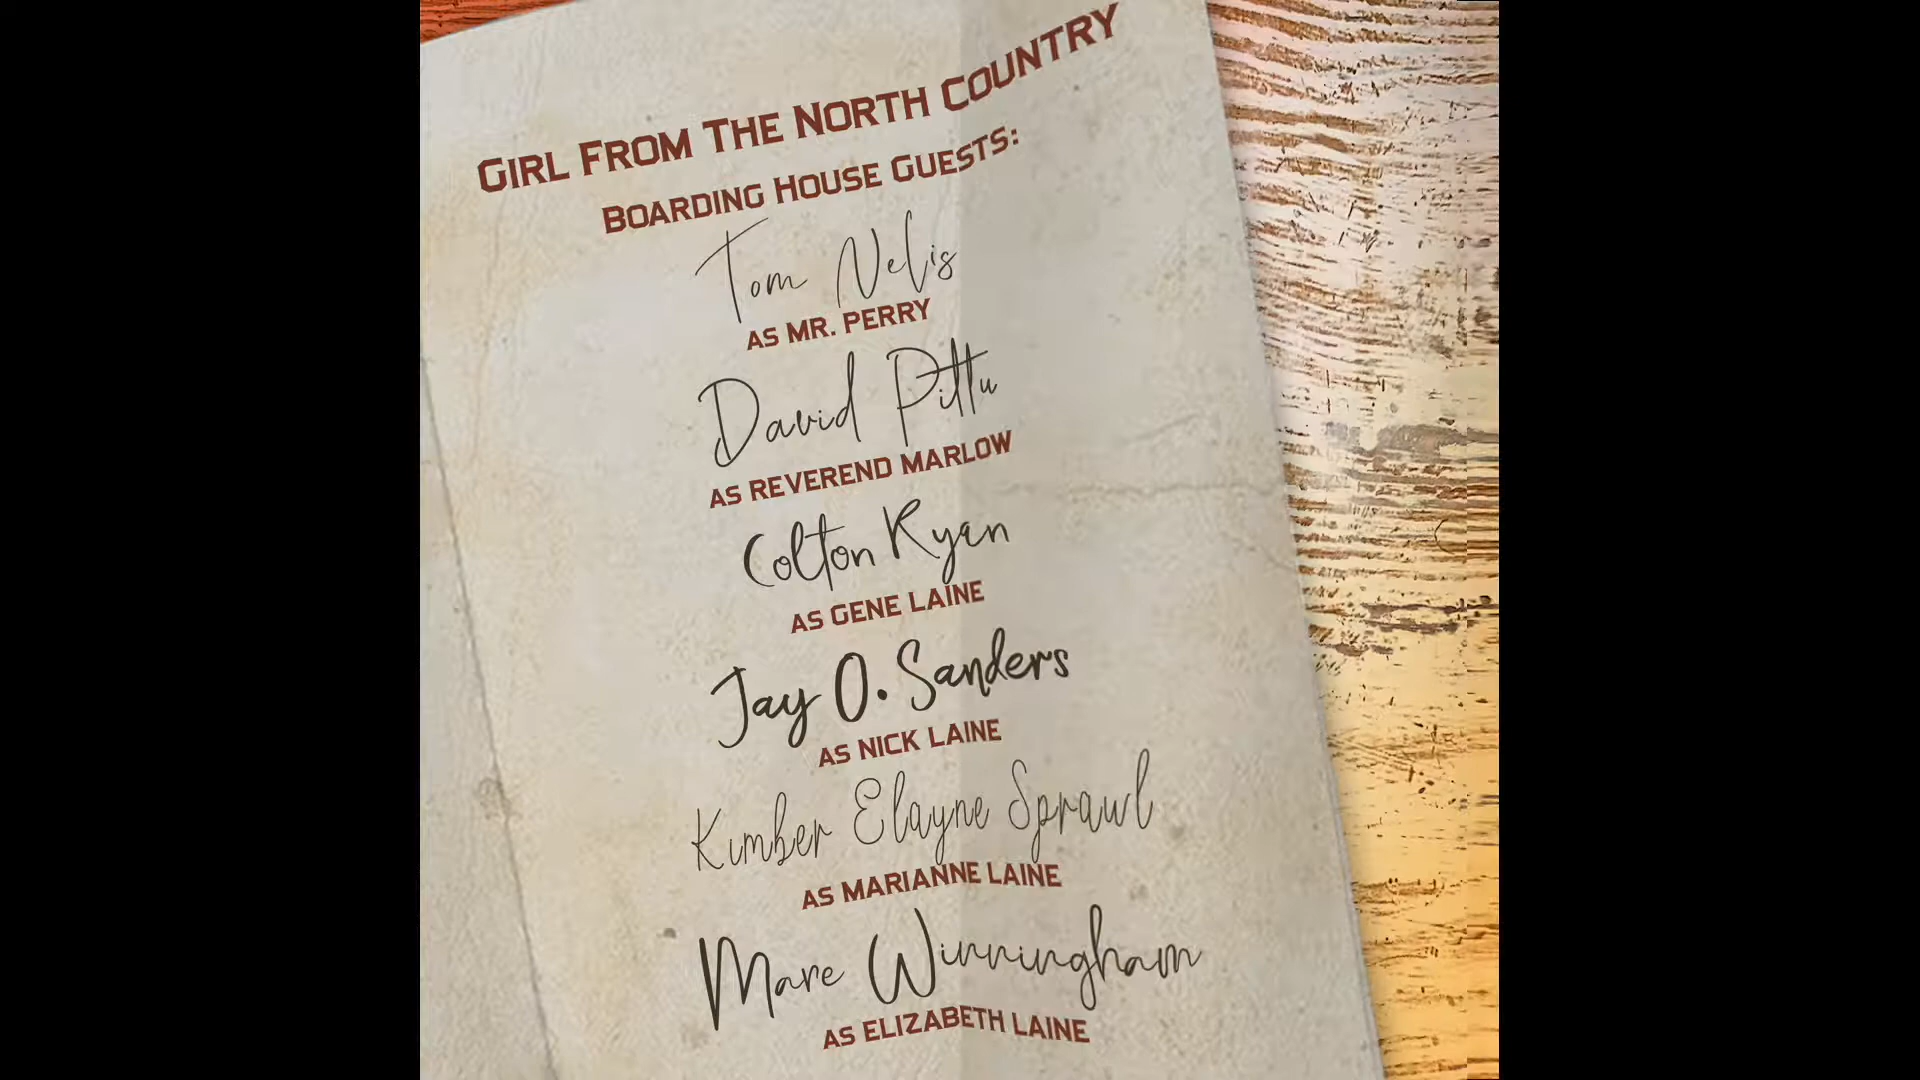 GIRL FROM THE NORTH COUNTRY
BOARDING HOUSE GUESTS:
Tom Nelis
AS MR. PERRY
David Pittu
AS REVEREND MARLOW
Colton Ryan
AS GENE LAINE
Jay O. Sanders
AS NICK LAINE
Kimber Elayne Sprawl
AS MARIANNE LAINE
Mare Winningham
AS ELIZABETH LAINE